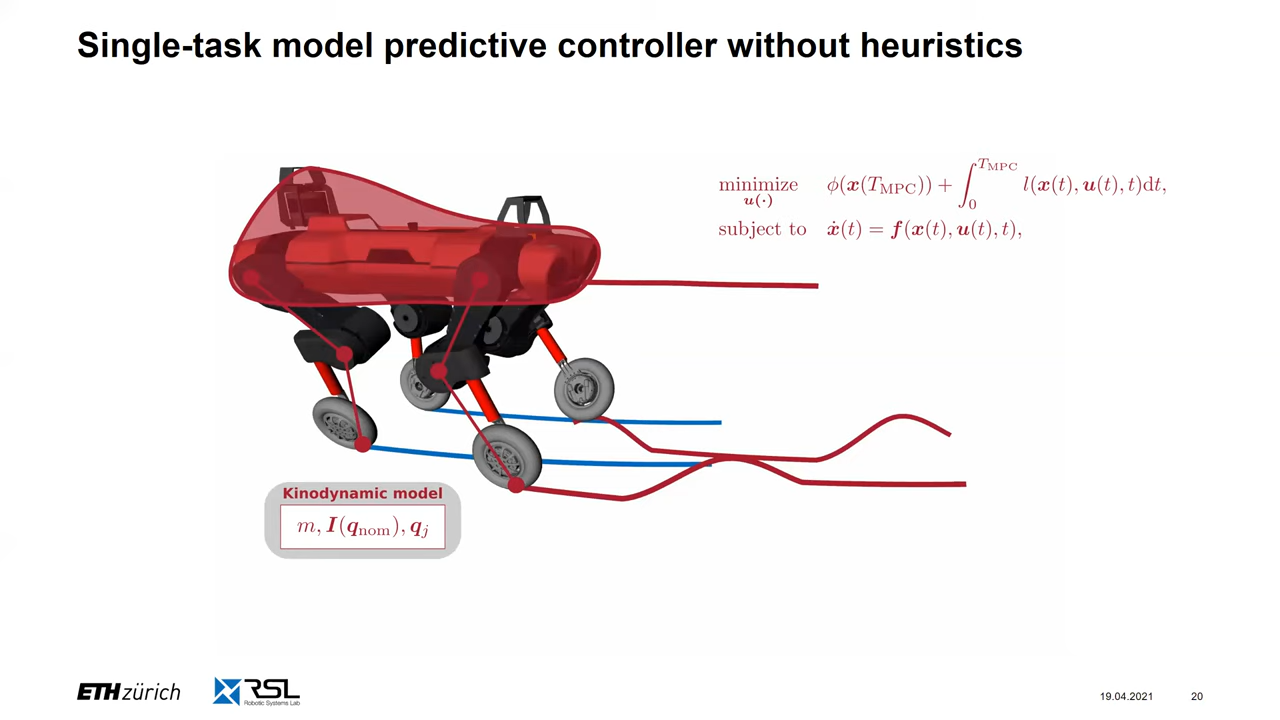 Single-task model predictive controller without heuristics
minimize ϕ(x(T_MPC)) + ∫_0^{T_MPC} l(x(t), u(t), t)dt,
u(·)
subject to ẋ(t) = f(x(t), u(t), t),
Kinodynamic model
m, I(q_nom), q_j
ETH zürich
RSL
Robotic Systems Lab
19.04.2021
20